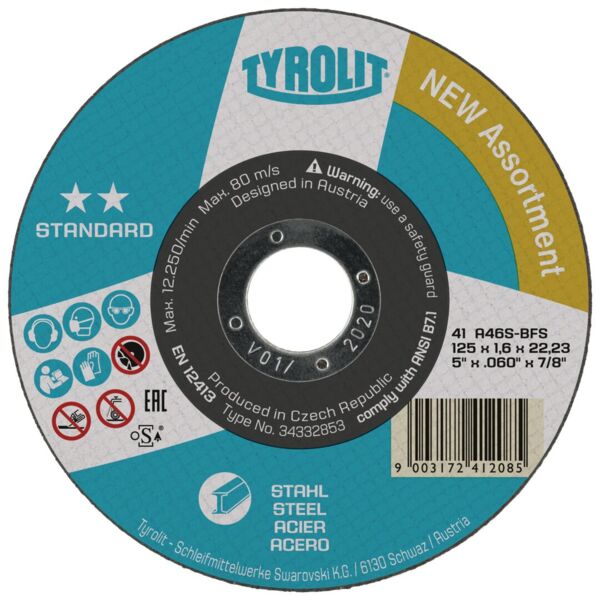 TYROLIT
NEW Assortment
★★
STANDARD
Max. 12.250/min Max. 80 m/s
Designed in Austria
Warning: use a safety guard
EN 12413
Produced in Czech Republic
Type No. 34332853
comply with ANSI B7.1
V01/ 2020
41 A46S-BFS
125 x 1,6 x 22,23
5" x .060" x 7/8"
EAC
oSa
9 003172 412085
STAHL
STEEL
ACIER
ACERO
Tyrolit - Schleifmittelwerke Swarovski K.G. / 6130 Schwaz / Austria